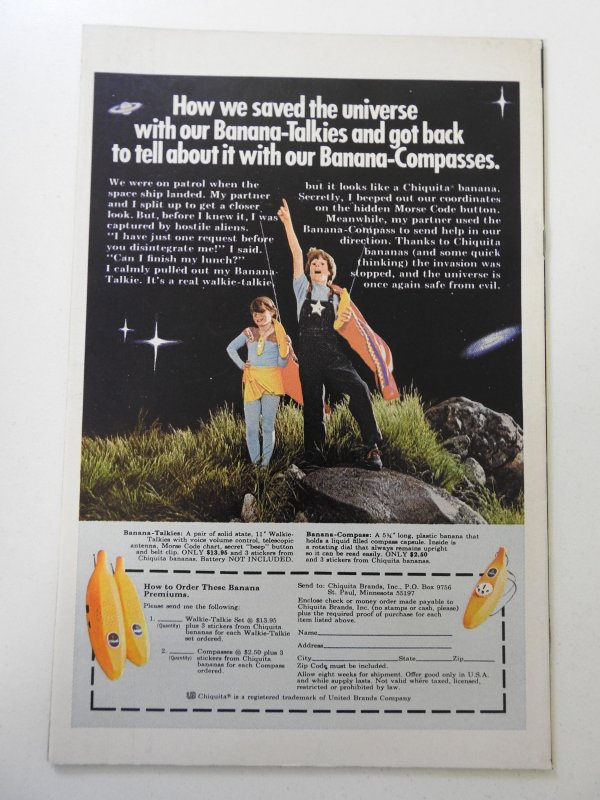 How we saved the universe
with our Banana-Talkies and got back
to tell about it with our Banana-Compasses.
We were on patrol when the
space ship landed. My partner
and I split up to get a closer
look. But, before I knew it, I was
captured by hostile aliens.
"I have just one request before
you disintegrate me!" I said.
"Can I finish my lunch?"
I calmly pulled out my Banana-
Talkie. It's a real walkie-talkie
but it looks like a Chiquita® banana.
Secretly, I beeped out our coordinates
on the hidden Morse Code button.
Meanwhile, my partner used the
Banana-Compass to send help in our
direction. Thanks to Chiquita
bananas (and some quick
thinking) the invasion was
stopped, and the universe is
once again safe from evil.
Banana-Talkies: A pair of solid state, 11" Walkie-
Talkies with voice volume control, telescopic
antenna, Morse Code chart, secret "beep" button
and belt clip. ONLY $13.95 and 3 stickers from
Chiquita bananas. Battery NOT INCLUDED.
Banana-Compass: A 5¾" long, plastic banana that
holds a liquid filled compass capsule. Inside is
a rotating dial that always remains upright
so it can be read easily. ONLY $2.50
and 3 stickers from Chiquita bananas.
How to Order These Banana
Premiums.
Please send me the following:
1. Walkie-Talkie Set @ $13.95
(Quantity) plus 3 stickers from Chiquita
bananas for each Walkie-Talkie
set ordered.
2. Compasses @ $2.50 plus 3
(Quantity) stickers from Chiquita
bananas for each Compass
ordered.
Send to: Chiquita Brands, Inc., P.O. Box 9756
St. Paul, Minnesota 55197
Enclose check or money order made payable to
Chiquita Brands, Inc. (no stamps or cash, please)
plus the required proof of purchase for each
item listed above.
Name
Address
City State Zip
Zip Code must be included.
Allow eight weeks for shipment. Offer good only in U.S.A.
and while supply lasts. Not valid where taxed, licensed,
restricted or prohibited by law.
Chiquita® is a registered trademark of United Brands Company